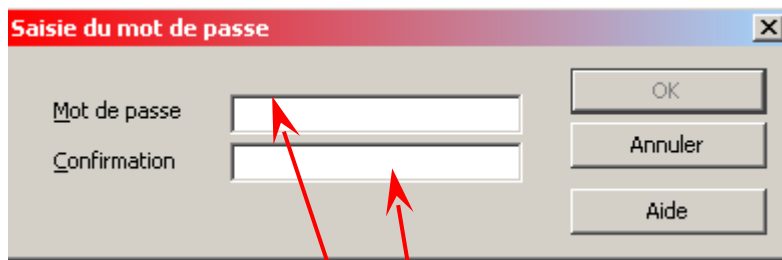 Saisie du mot de passe
Mot de passe
Confirmation
OK
Annuler
Aide